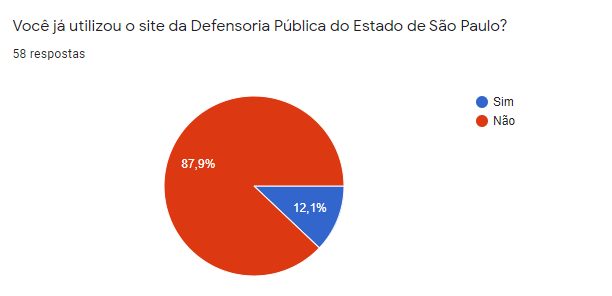 Você já utilizou o site da Defensoria Pública do Estado de São Paulo?
58 respostas
Sim
Não
87,9%
12,1%